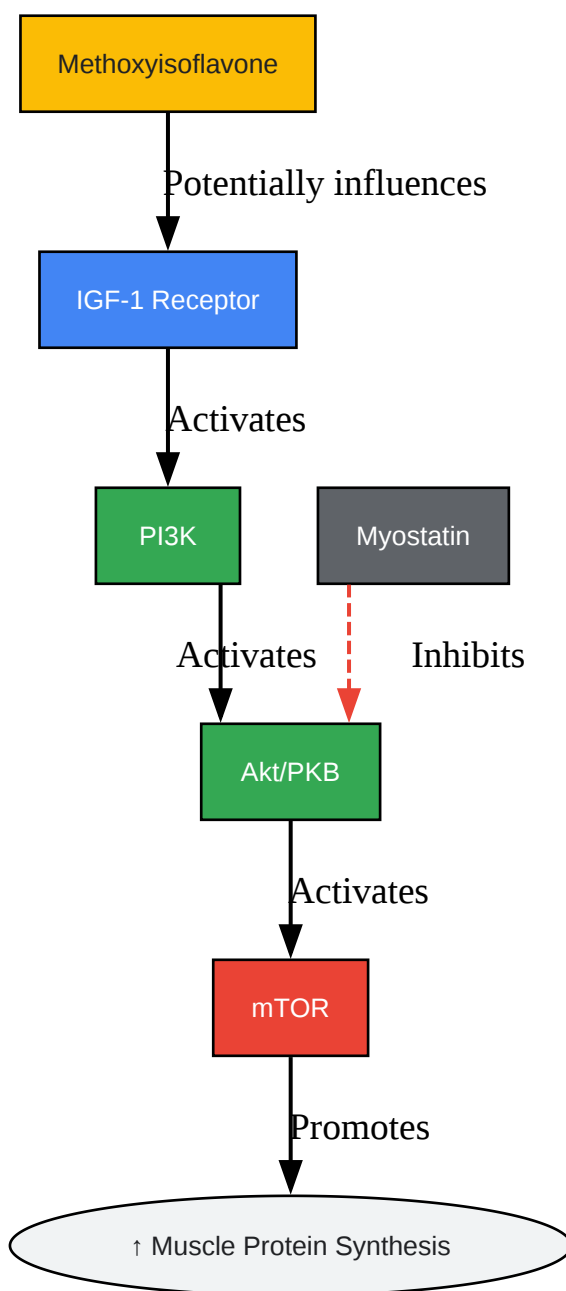 Methoxyisoflavone
Potentially influences
IGF-1 Receptor
Activates
PI3K
Myostatin
Activates
Inhibits
Akt/PKB
Activates
mTOR
Promotes
↑ Muscle Protein Synthesis